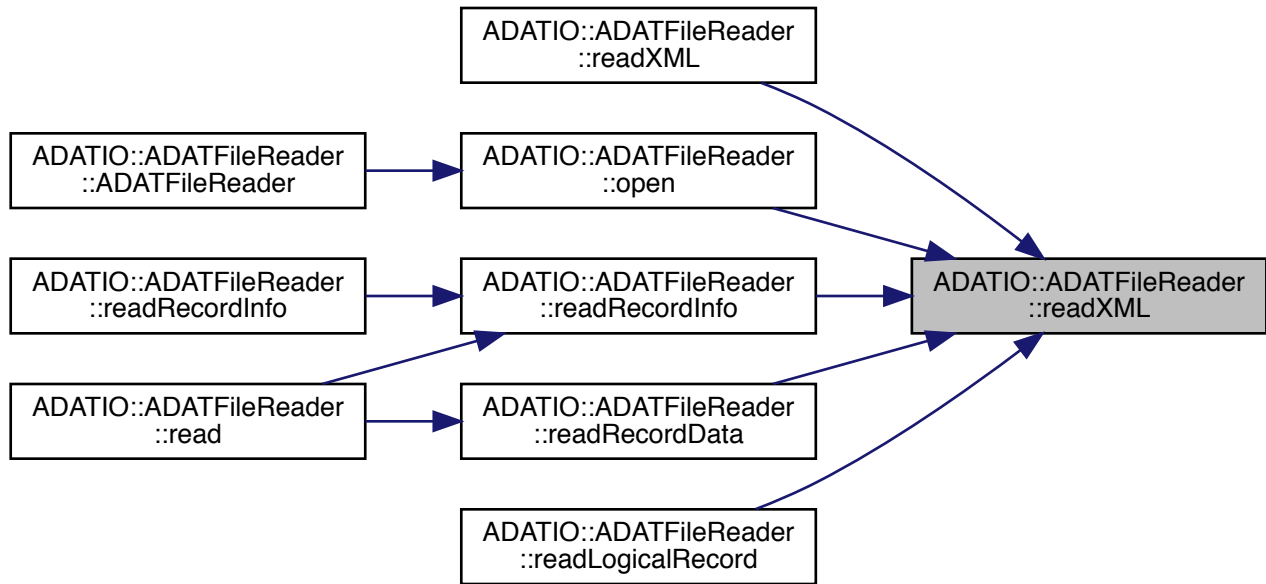 ADATIO::ADATFileReader
::readXML
ADATIO::ADATFileReader
::ADATFileReader
ADATIO::ADATFileReader
::open
ADATIO::ADATFileReader
::readRecordInfo
ADATIO::ADATFileReader
::readRecordInfo
ADATIO::ADATFileReader
::readXML
ADATIO::ADATFileReader
::read
ADATIO::ADATFileReader
::readRecordData
ADATIO::ADATFileReader
::readLogicalRecord